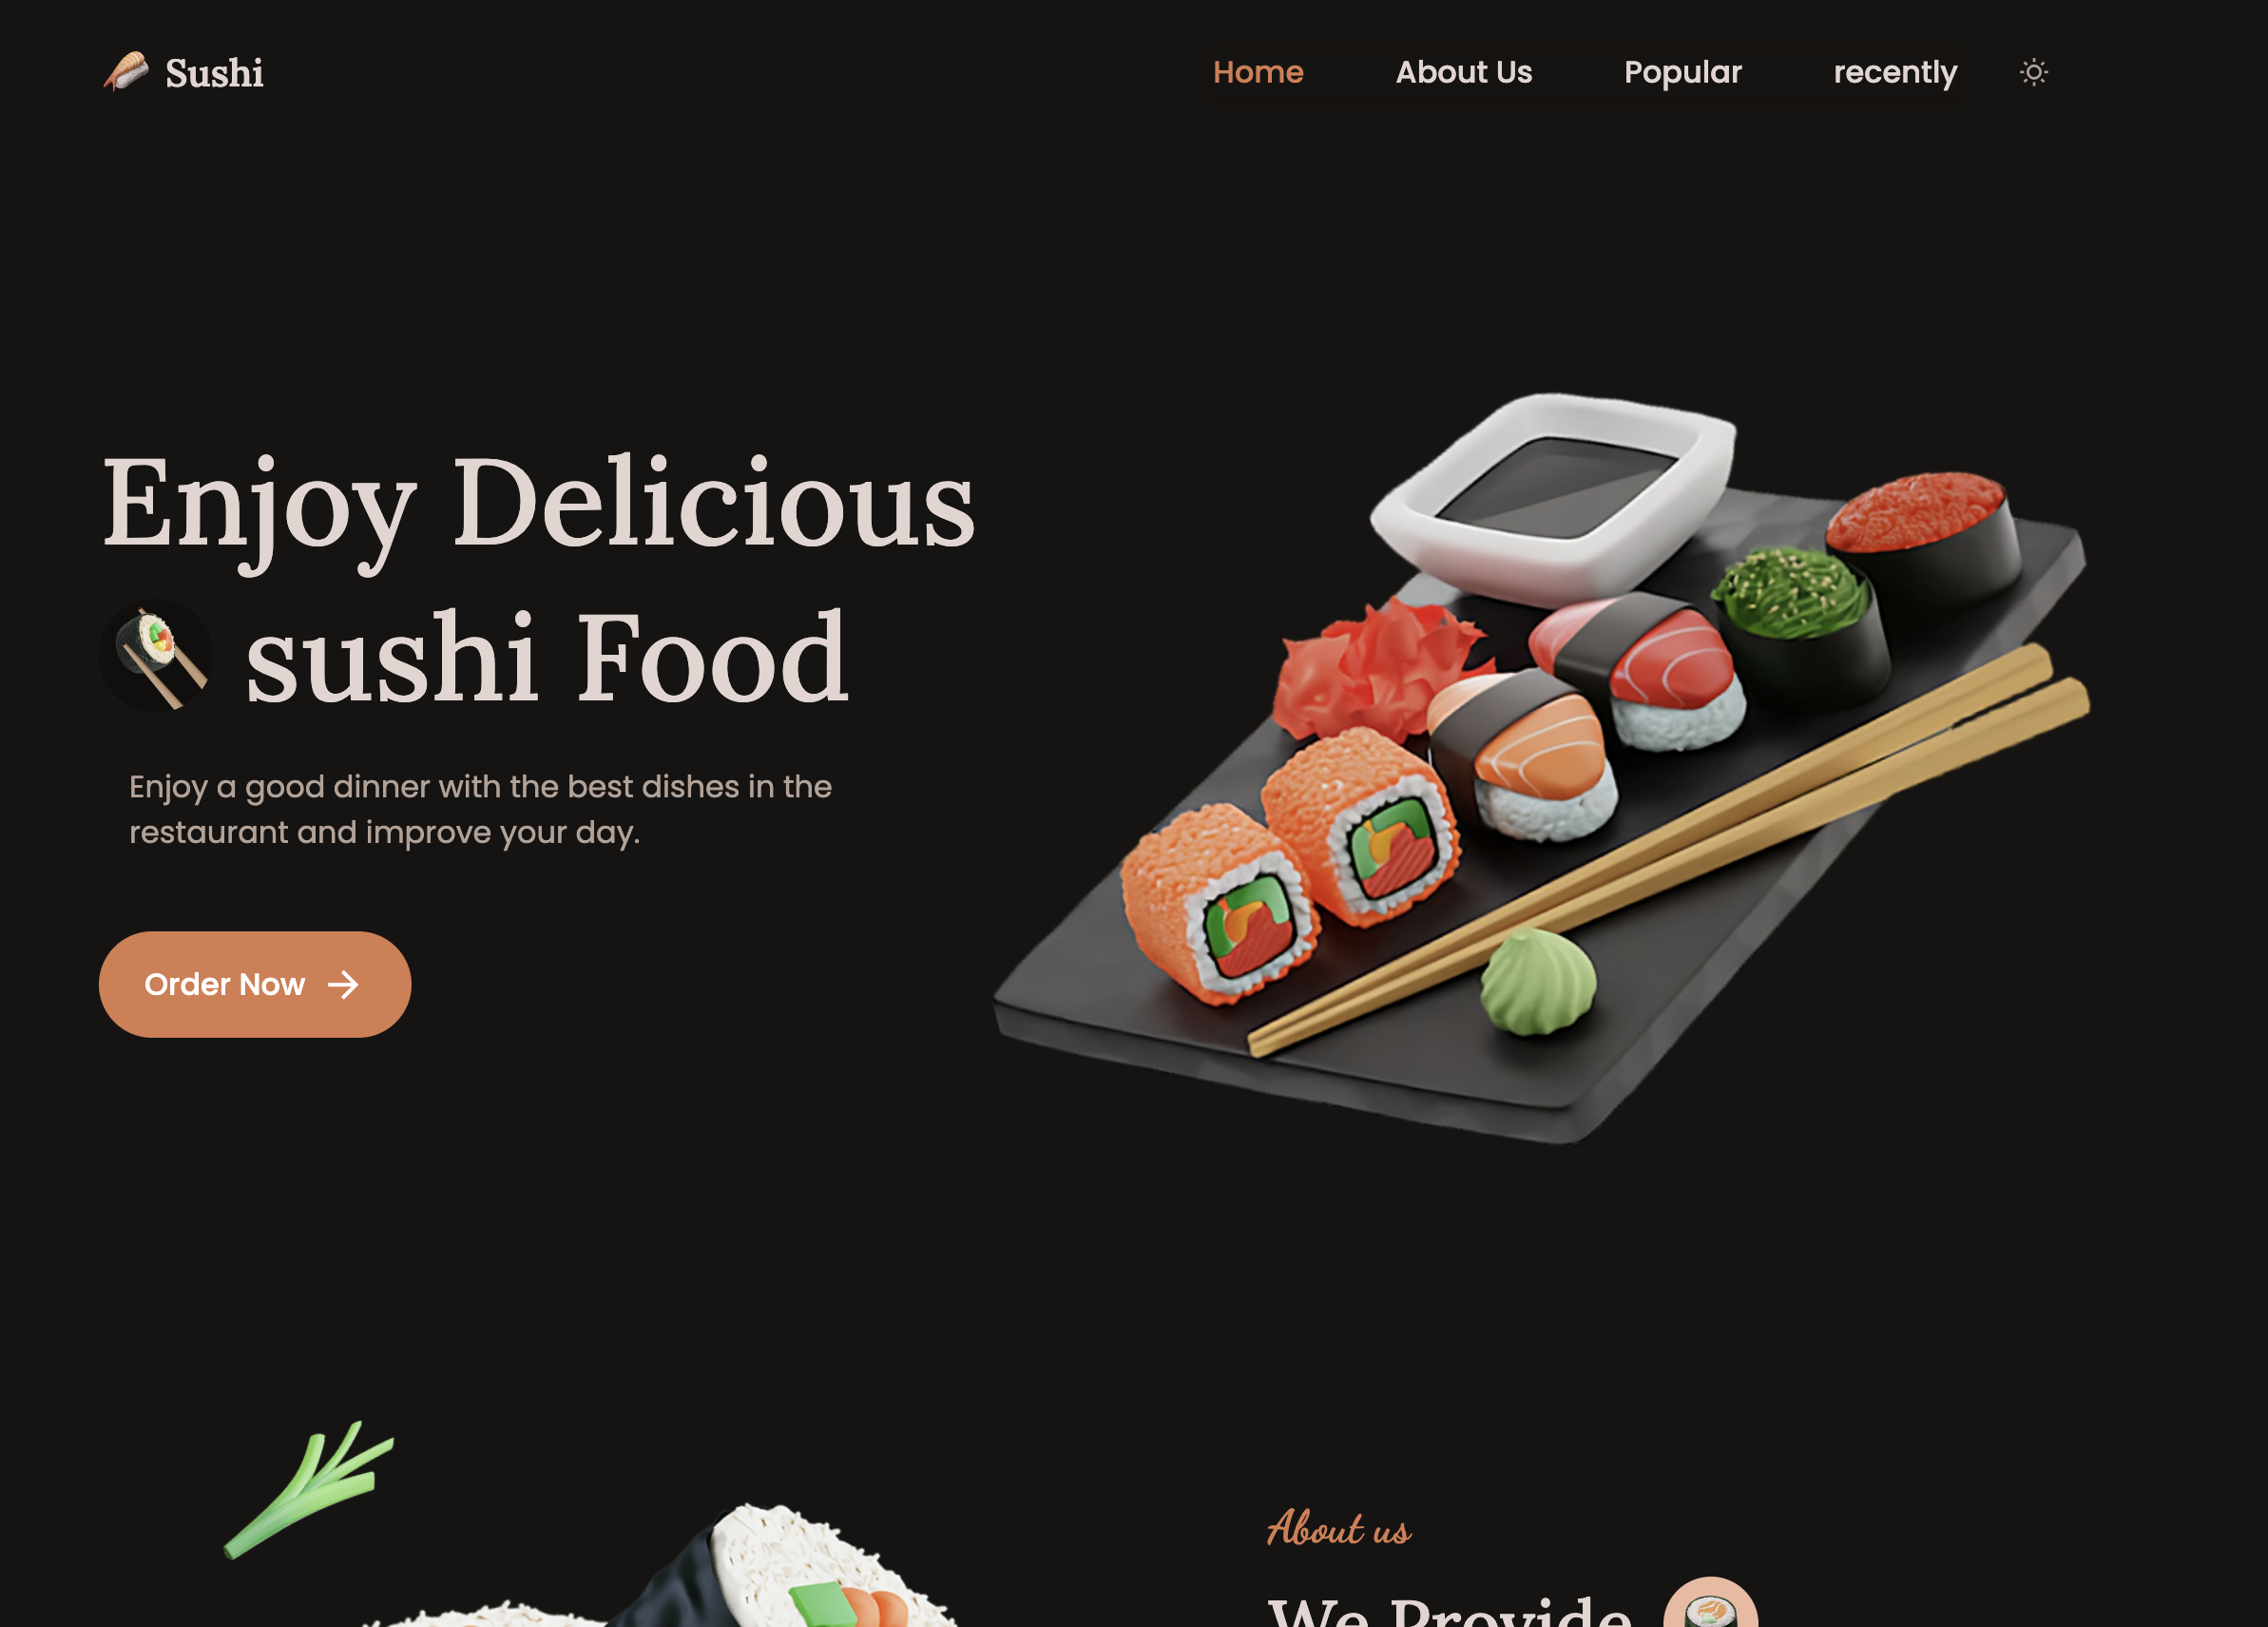 Sushi
Home About Us Popular recently
Enjoy Delicious
sushi Food
Enjoy a good dinner with the best dishes in the
restaurant and improve your day.
Order Now
About us
We Provide